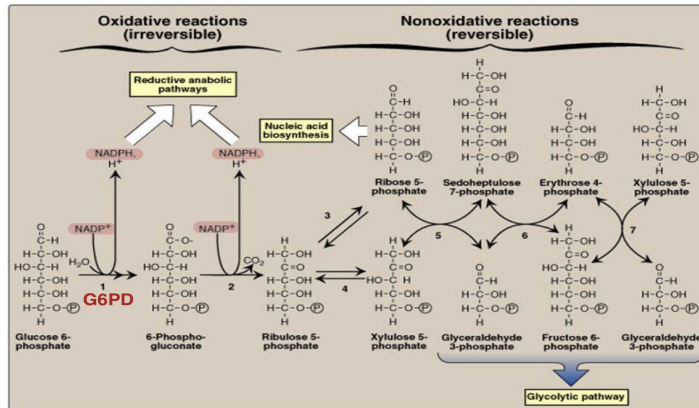 Oxidative reactions
(irreversible)
Nonoxidative reactions
(reversible)
Reductive anabolic
pathways
Nucleic acid
biosynthesis
NADPH,
H+
NADPH,
H+
NADP+
NADP+
H2O
CO2
1
G6PD
2
3
4
5
6
7
Ribose 5-
phosphate
Sedoheptulose
7-phosphate
Erythrose 4-
phosphate
Xylulose 5-
phosphate
Glucose 6-
phosphate
6-Phospho-
gluconate
Ribulose 5-
phosphate
Xylulose 5-
phosphate
Glyceraldehyde
3-phosphate
Fructose 6-
phosphate
Glyceraldehyde
3-phosphate
Glycolytic pathway